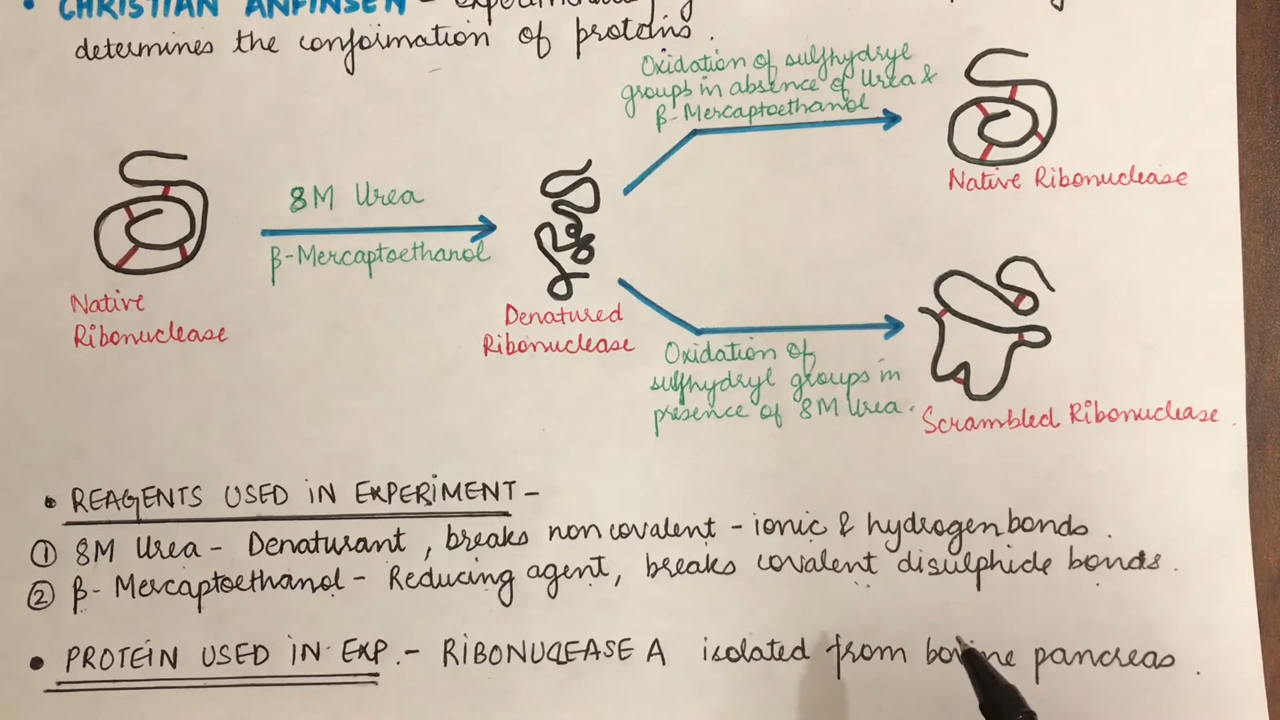 • CHRISTIAN ANFINSEN -
determines the conformation of proteins.
Oxidation of sulfhydryl
groups in absence of Urea &
β-Mercaptoethanol
Native Ribonuclease
8M Urea
β-Mercaptoethanol
Native
Ribonuclease
Denatured
Ribonuclease
Oxidation of
sulfhydryl groups in
presence of 8M Urea.
Scrambled Ribonuclease.
• REAGENTS USED IN EXPERIMENT -
① 8M Urea - Denaturant, breaks non covalent - ionic & hydrogen bonds.
② β- Mercaptoethanol - Reducing agent, breaks covalent disulphide bonds.
• PROTEIN USED IN EXP. - RIBONUCLEASE A isolated from bovine pancreas.